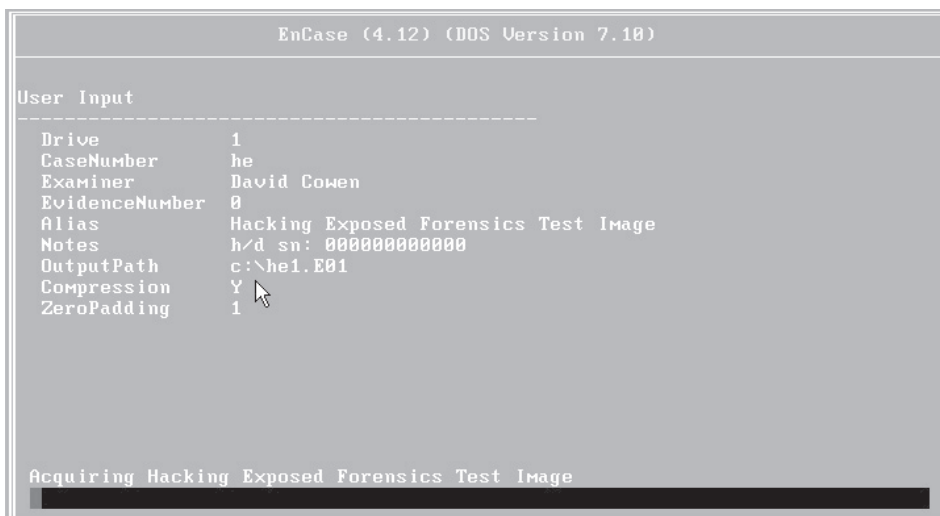 EnCase (4.12) (DOS Version 7.10)
User Input
Drive 1
CaseNumber he
Examiner David Cowen
EvidenceNumber 0
Alias Hacking Exposed Forensics Test Image
Notes h/d sn: 000000000000
OutputPath c:\he1.E01
Compression Y
ZeroPadding 1
Acquiring Hacking Exposed Forensics Test Image